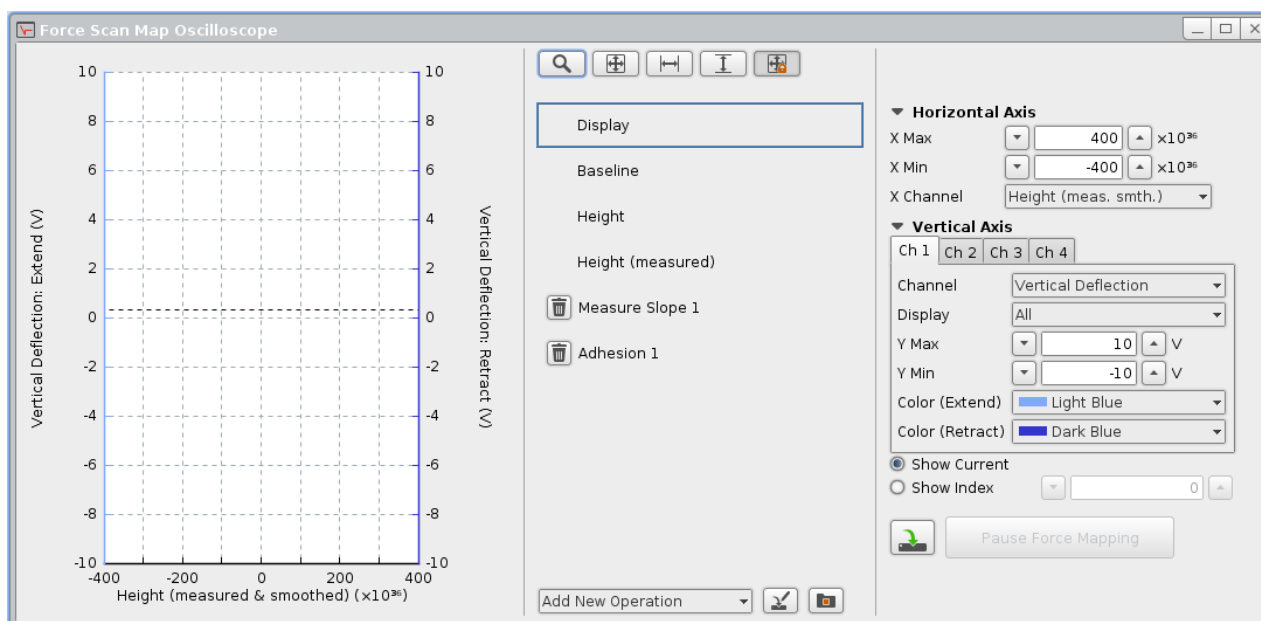 Force Scan Map Oscilloscope
10
8
6
4
2
0
-2
-4
-6
-8
-10
Vertical Deflection: Extend (V)
10
8
6
4
2
0
-2
-4
-6
-8
-10
Vertical Deflection: Retract (V)
-400 -200 0 200 400
Height (measured & smoothed) (×10³⁶)
Display
Baseline
Height
Height (measured)
Measure Slope 1
Adhesion 1
Add New Operation
Horizontal Axis
X Max 400 ×10³⁶
X Min -400 ×10³⁶
X Channel Height (meas. smth.)
Vertical Axis
Ch 1 Ch 2 Ch 3 Ch 4
Channel Vertical Deflection
Display All
Y Max 10 V
Y Min -10 V
Color (Extend) Light Blue
Color (Retract) Dark Blue
Show Current
Show Index 0
Pause Force Mapping